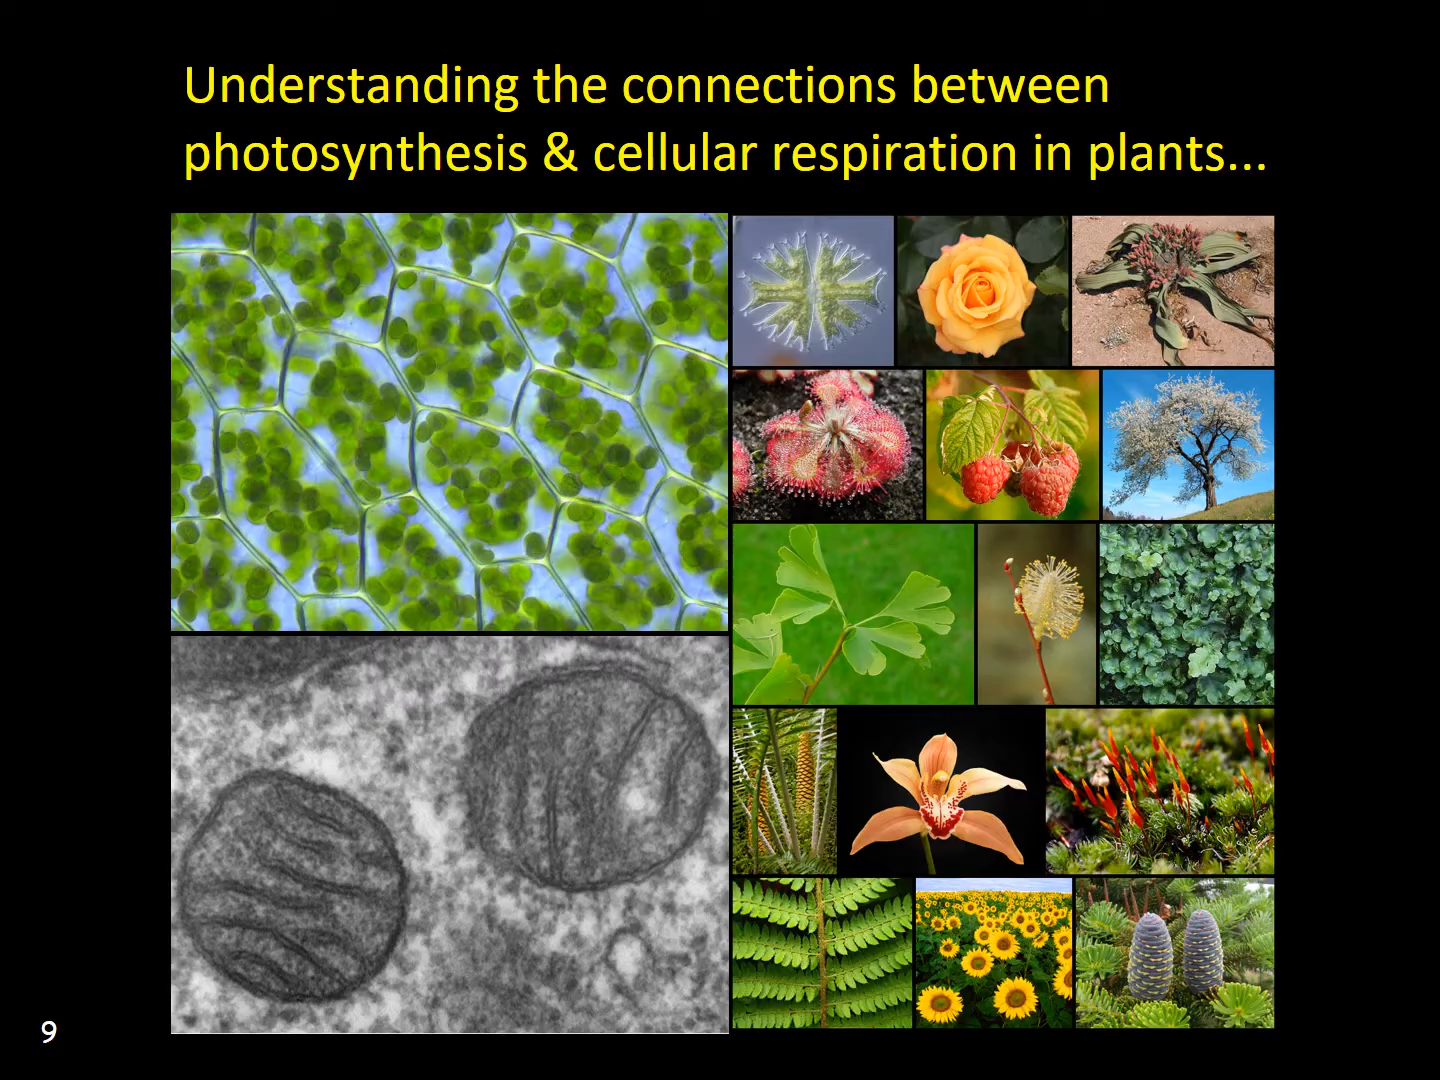 Understanding the connections between
photosynthesis & cellular respiration in plants...
9